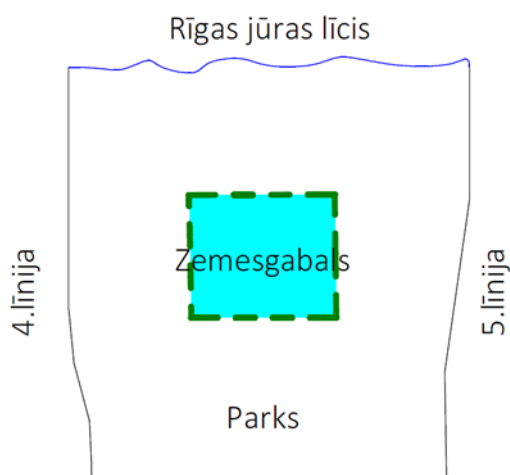 Rīgas jūras līcis
4.līnija
Zemesgabals
5.līnija
Parks